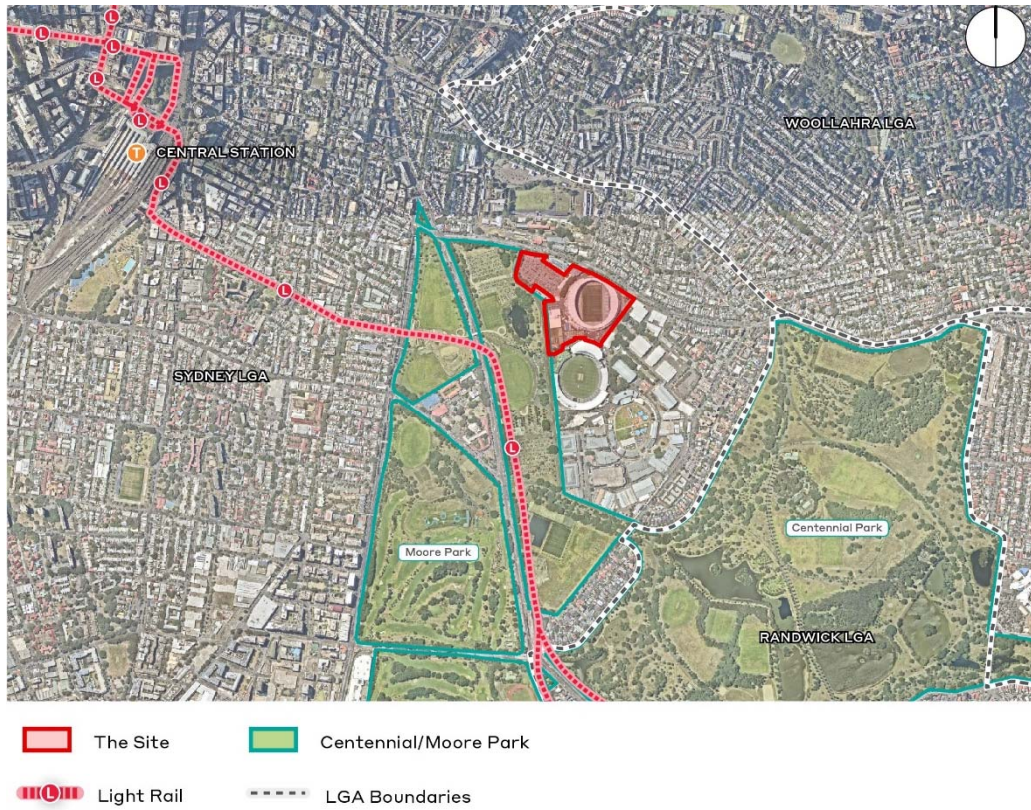 WOOLLAHRA LGA
L
L
L
L
L
T CENTRAL STATION
L
L
SYDNEY LGA
L
Moore Park
Centennial Park
RANDWICK LGA
The Site
Centennial/Moore Park
L Light Rail
LGA Boundaries